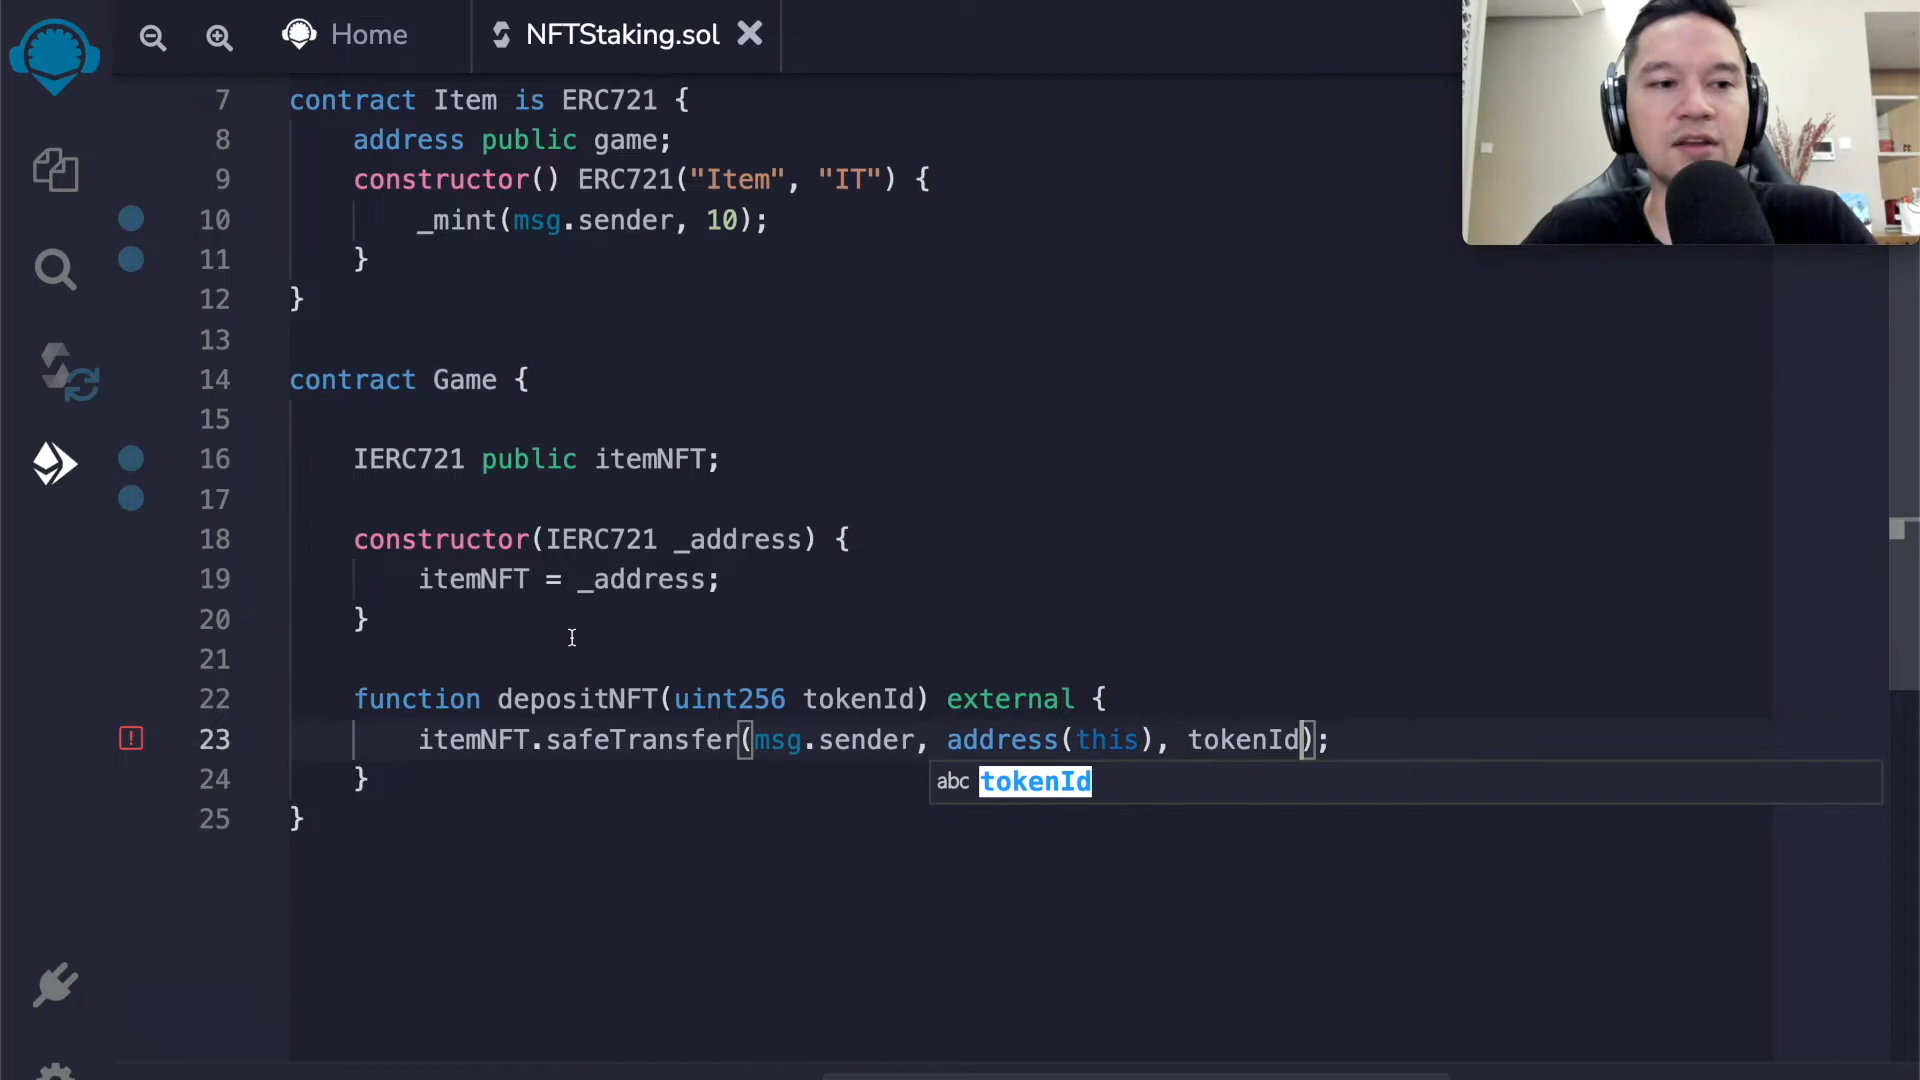 Home
NFTStaking.sol
7 contract Item is ERC721 {
8 address public game;
9 constructor() ERC721("Item", "IT") {
10 _mint(msg.sender, 10);
11 }
12 }
13
14 contract Game {
15
16 IERC721 public itemNFT;
17
18 constructor(IERC721 _address) {
19 itemNFT = _address;
20 }
21
22 function depositNFT(uint256 tokenId) external {
23 itemNFT.safeTransfer(msg.sender, address(this), tokenId);
abc tokenId
24 }
25 }